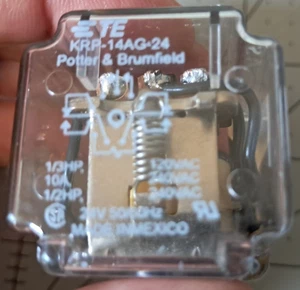 TE
KRP-14AG-24
Potter & Brumfield
1/3HP, 120VAC
10A, 240VAC
1/2HP, 240VAC
24V 50/60Hz
MADE IN MEXICO